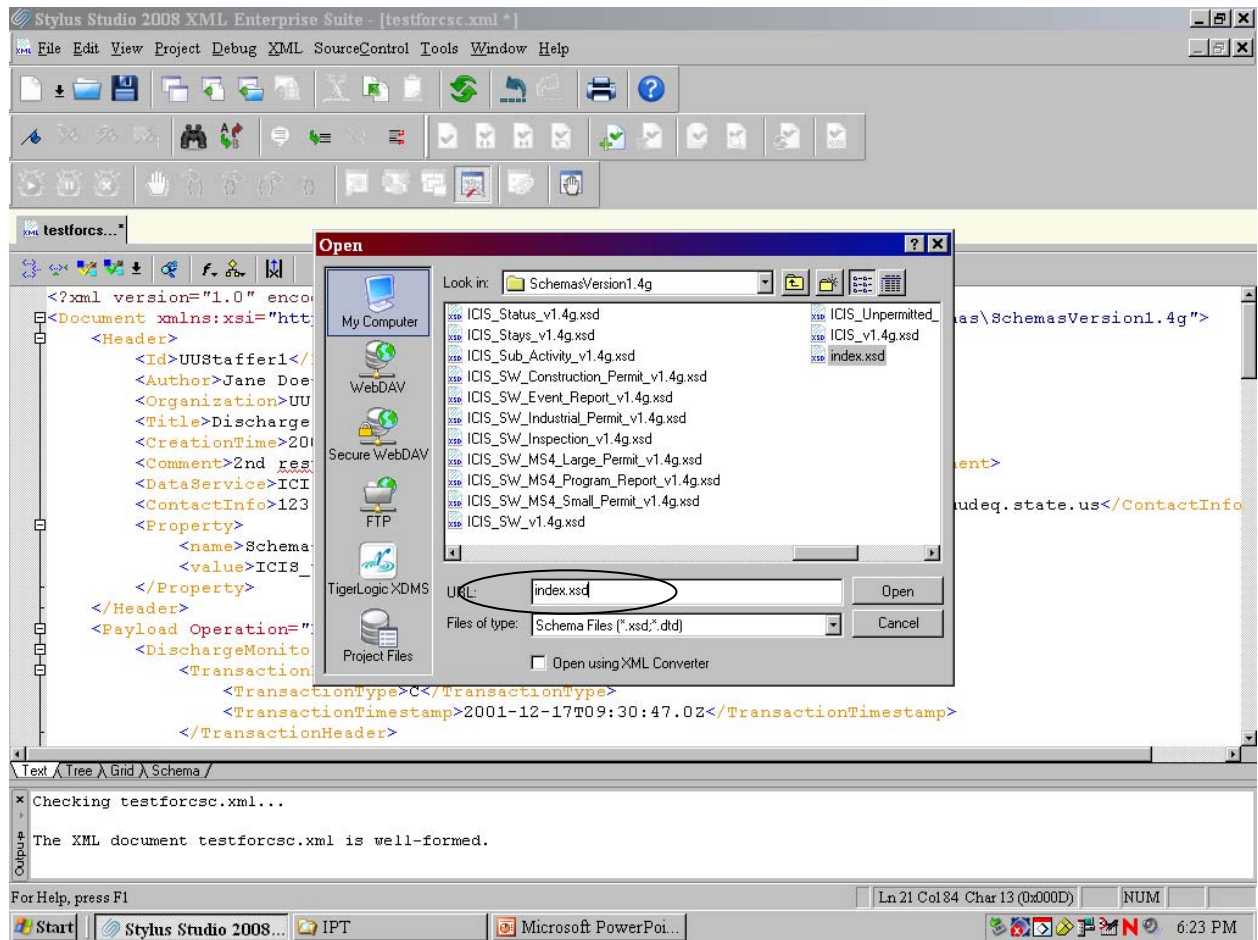 Stylus Studio 2008 XML Enterprise Suite - [testforcsc.xml *]
File Edit View Project Debug XML SourceControl Tools Window Help
testforcs...*
Open
Look in: SchemasVersion1.4g
My Computer
WebDAV
Secure WebDAV
FTP
TigerLogic XDMS
Project Files
ICIS_Status_v1.4g.xsd
ICIS_Stays_v1.4g.xsd
ICIS_Sub_Activity_v1.4g.xsd
ICIS_SW_Construction_Permit_v1.4g.xsd
ICIS_SW_Event_Report_v1.4g.xsd
ICIS_SW_Industrial_Permit_v1.4g.xsd
ICIS_SW_Inspection_v1.4g.xsd
ICIS_SW_MS4_Large_Permit_v1.4g.xsd
ICIS_SW_MS4_Program_Report_v1.4g.xsd
ICIS_SW_MS4_Small_Permit_v1.4g.xsd
ICIS_SW_v1.4g.xsd
ICIS_Unpermitted_
ICIS_v1.4g.xsd
index.xsd
URL: index.xsd
Open
Files of type: Schema Files (*.xsd;*.dtd)
Cancel
Open using XML Converter
<?xml version="1.0" enco
<Document xmlns:xsi="htt as\SchemasVersion1.4g">
<Header>
<Id>UUStaffer1</
<Author>Jane Doe
<Organization>UU
<Title>Discharge
<CreationTime>200
<Comment>2nd res ent>
<DataService>ICI
<ContactInfo>123 udeq.state.us</ContactInfo
<Property>
<name>Schema
<value>ICIS_
</Property>
</Header>
<Payload Operation="
<DischargeMonito
<Transaction
<TransactionType>C</TransactionType>
<TransactionTimestamp>2001-12-17T09:30:47.0Z</TransactionTimestamp>
</TransactionHeader>
Text Tree Grid Schema
Checking testforcsc.xml...
The XML document testforcsc.xml is well-formed.
Output
For Help, press F1
Ln 21 Col 84 Char 13 (0x000D) NUM
Start Stylus Studio 2008... IPT Microsoft PowerPoi... 6:23 PM